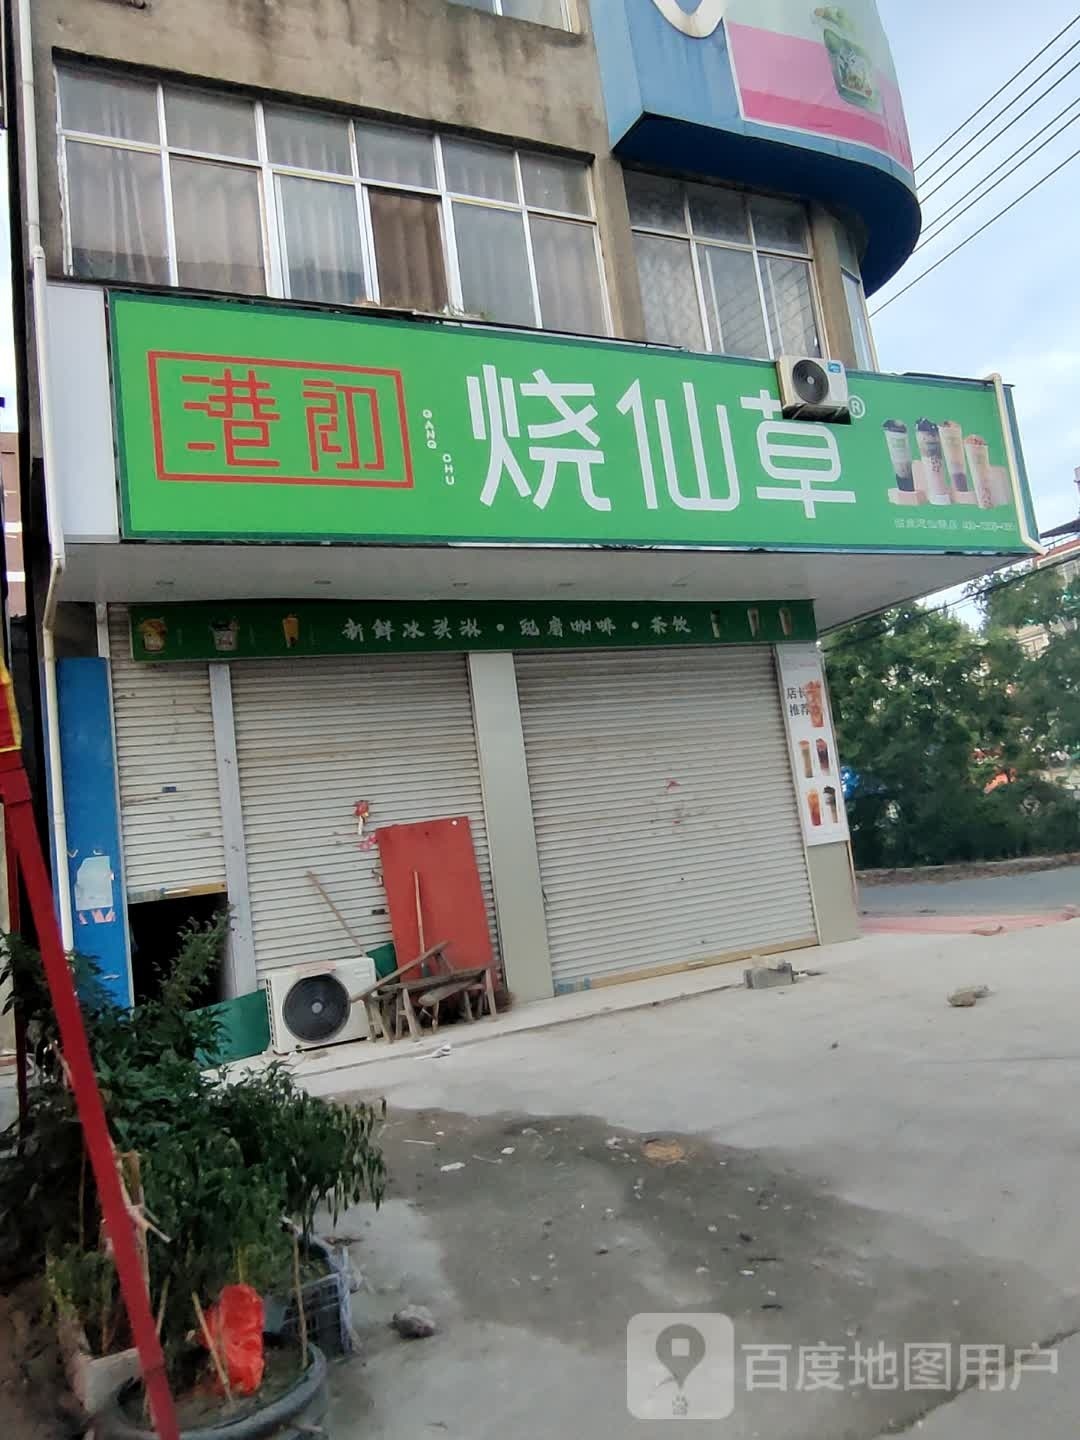 港初
GANG CHU
烧仙草®
新鲜冰淇淋·现磨咖啡·茶饮
店长
推荐
百度地图用户